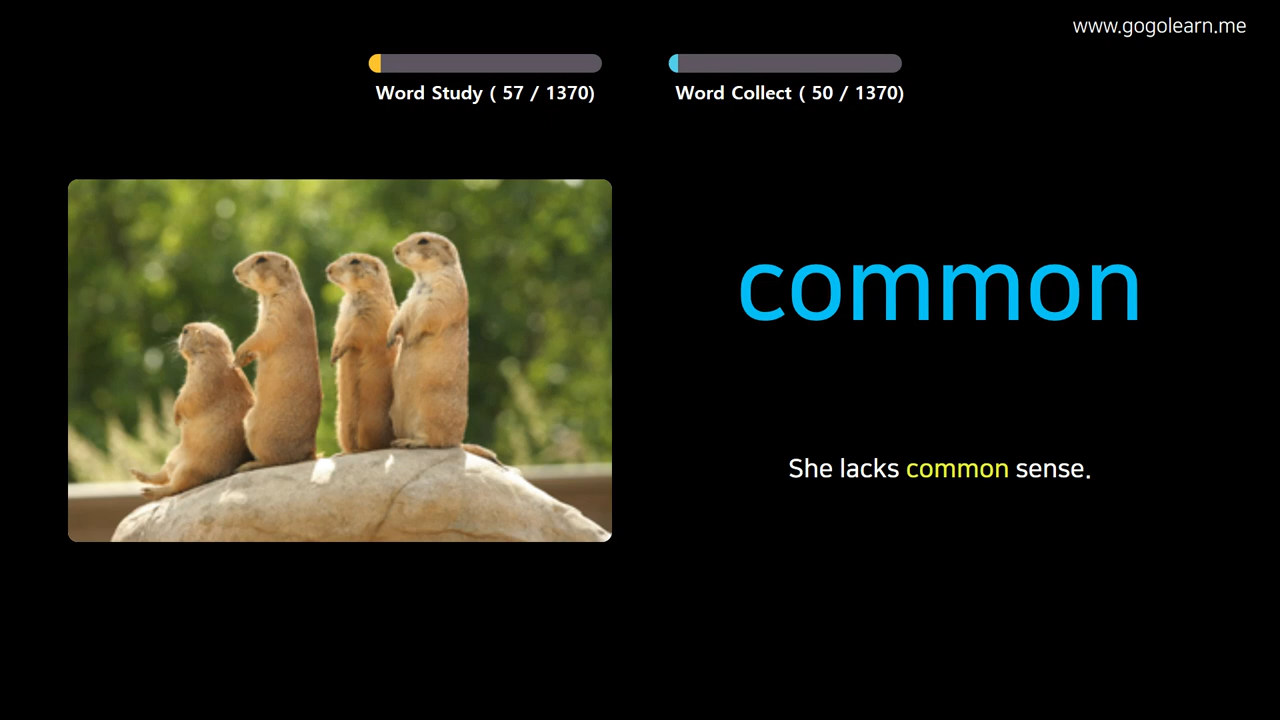 www.gogolearn.me
Word Study ( 57 / 1370)
Word Collect ( 50 / 1370)
common
She lacks common sense.